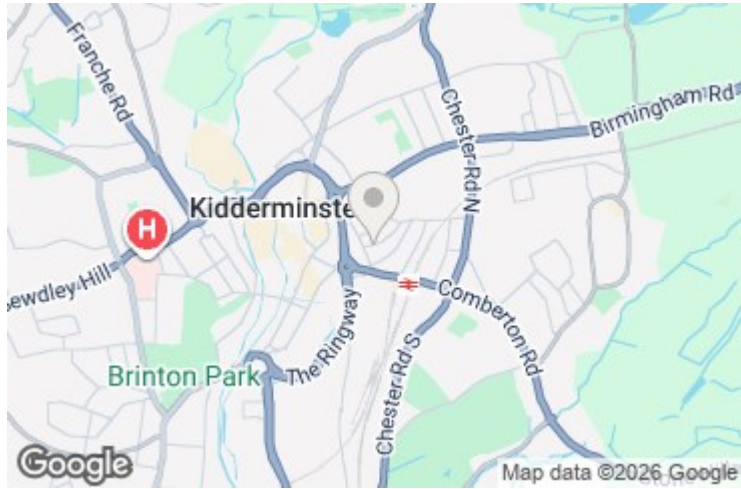 Franche Rd
Birmingham Rd
Chester Rd N
Kidderminste
H
Bewdley Hill
Comberton Rd
The Ringway
Brinton Park
Chester Rd S
Google
Map data ©2026 Google